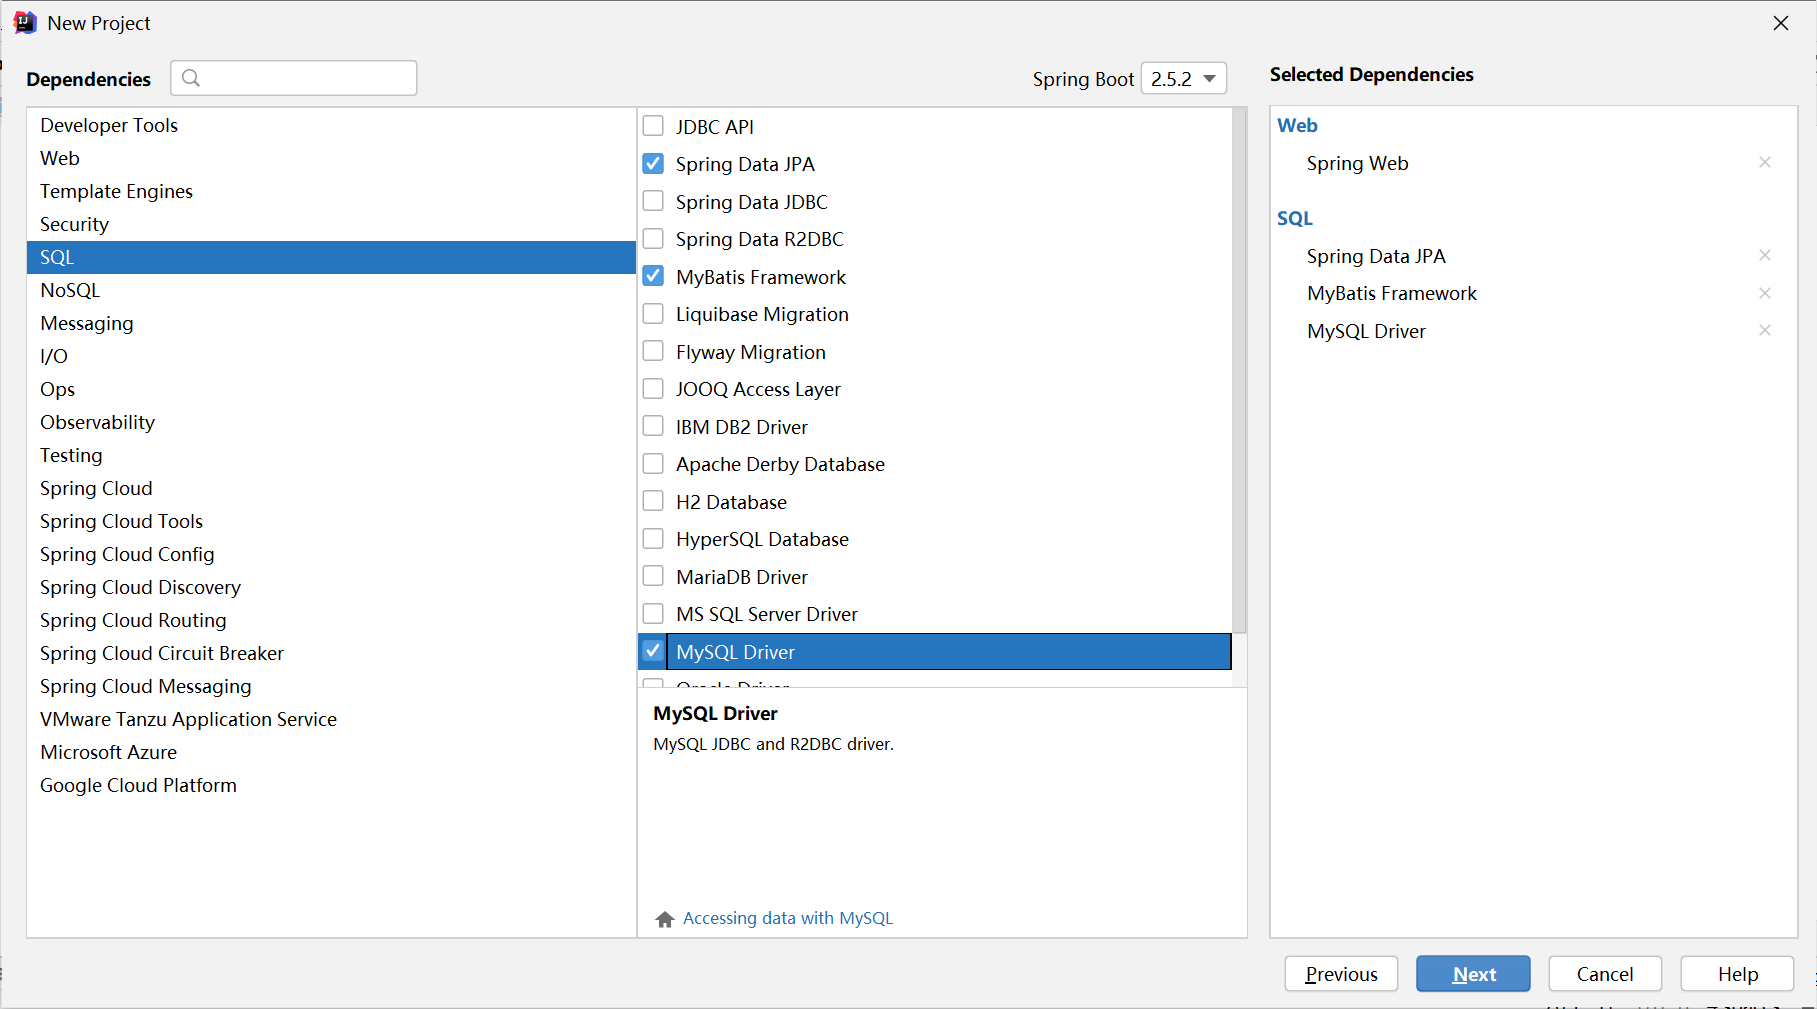 New Project
Dependencies
Spring Boot 2.5.2
Selected Dependencies
Developer Tools
Web
Template Engines
Security
SQL
NoSQL
Messaging
I/O
Ops
Observability
Testing
Spring Cloud
Spring Cloud Tools
Spring Cloud Config
Spring Cloud Discovery
Spring Cloud Routing
Spring Cloud Circuit Breaker
Spring Cloud Messaging
VMware Tanzu Application Service
Microsoft Azure
Google Cloud Platform
JDBC API
Spring Data JPA
Spring Data JDBC
Spring Data R2DBC
MyBatis Framework
Liquibase Migration
Flyway Migration
JOOQ Access Layer
IBM DB2 Driver
Apache Derby Database
H2 Database
HyperSQL Database
MariaDB Driver
MS SQL Server Driver
MySQL Driver
Oracle Driver
MySQL Driver
MySQL JDBC and R2DBC driver.
Accessing data with MySQL
Web
Spring Web
SQL
Spring Data JPA
MyBatis Framework
MySQL Driver
Previous
Next
Cancel
Help